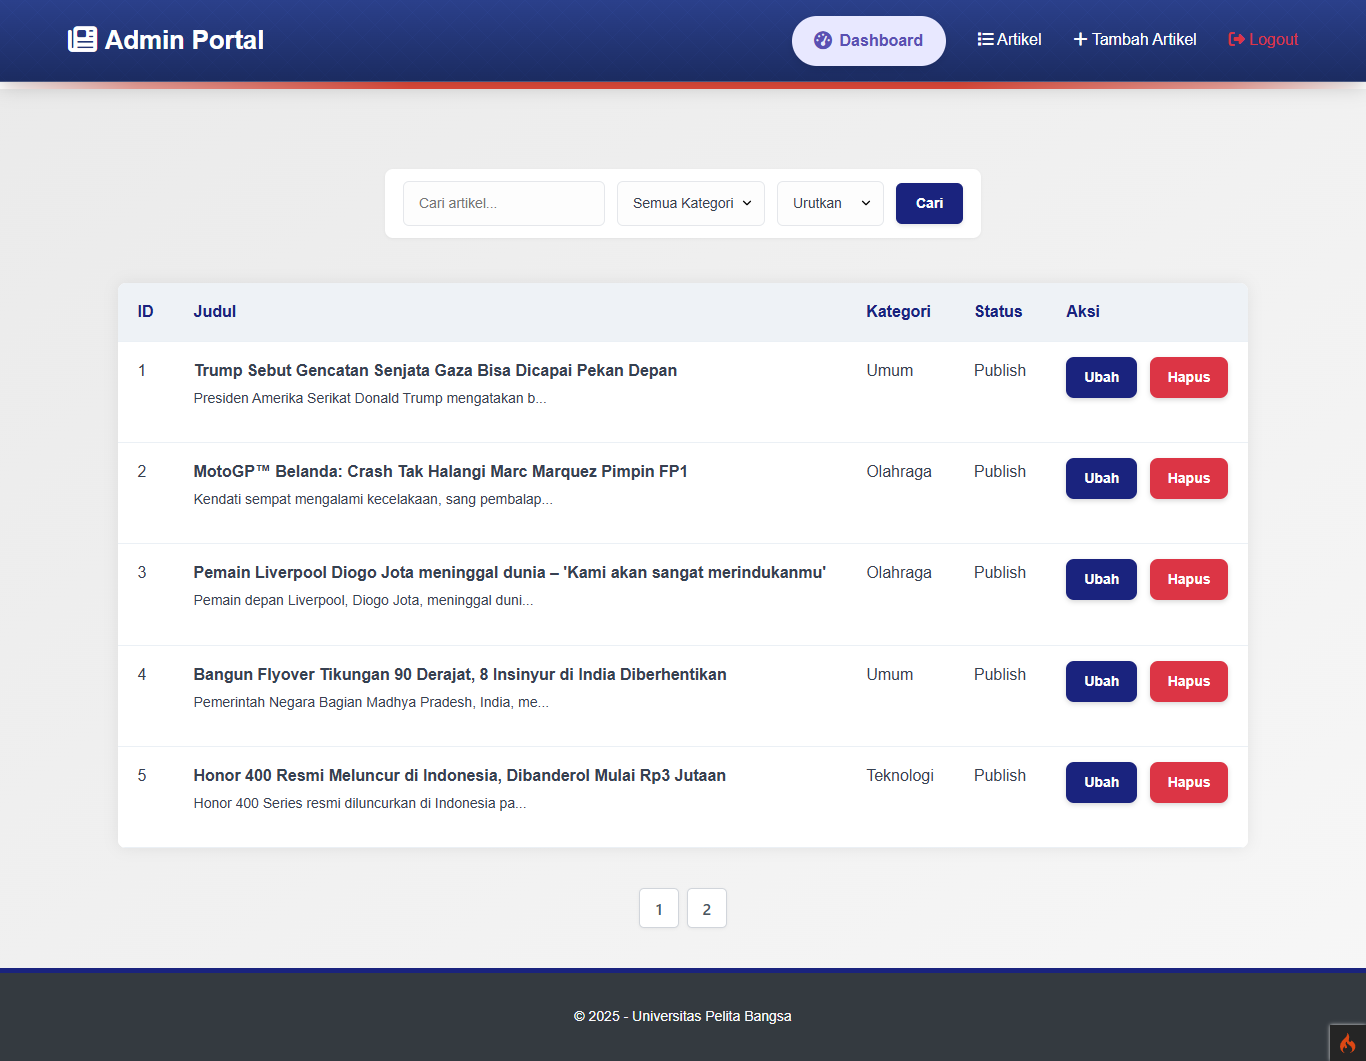 Admin Portal
Dashboard
Artikel
Tambah Artikel
Logout
Cari artikel...
Semua Kategori
Urutkan
Cari
ID Judul Kategori Status Aksi
1 Trump Sebut Gencatan Senjata Gaza Bisa Dicapai Pekan Depan Umum Publish Ubah Hapus
Presiden Amerika Serikat Donald Trump mengatakan b...
2 MotoGP™ Belanda: Crash Tak Halangi Marc Marquez Pimpin FP1 Olahraga Publish Ubah Hapus
Kendati sempat mengalami kecelakaan, sang pembalap...
3 Pemain Liverpool Diogo Jota meninggal dunia – 'Kami akan sangat merindukanmu' Olahraga Publish Ubah Hapus
Pemain depan Liverpool, Diogo Jota, meninggal duni...
4 Bangun Flyover Tikungan 90 Derajat, 8 Insinyur di India Diberhentikan Umum Publish Ubah Hapus
Pemerintah Negara Bagian Madhya Pradesh, India, me...
5 Honor 400 Resmi Meluncur di Indonesia, Dibanderol Mulai Rp3 Jutaan Teknologi Publish Ubah Hapus
Honor 400 Series resmi diluncurkan di Indonesia pa...
1 2
© 2025 - Universitas Pelita Bangsa